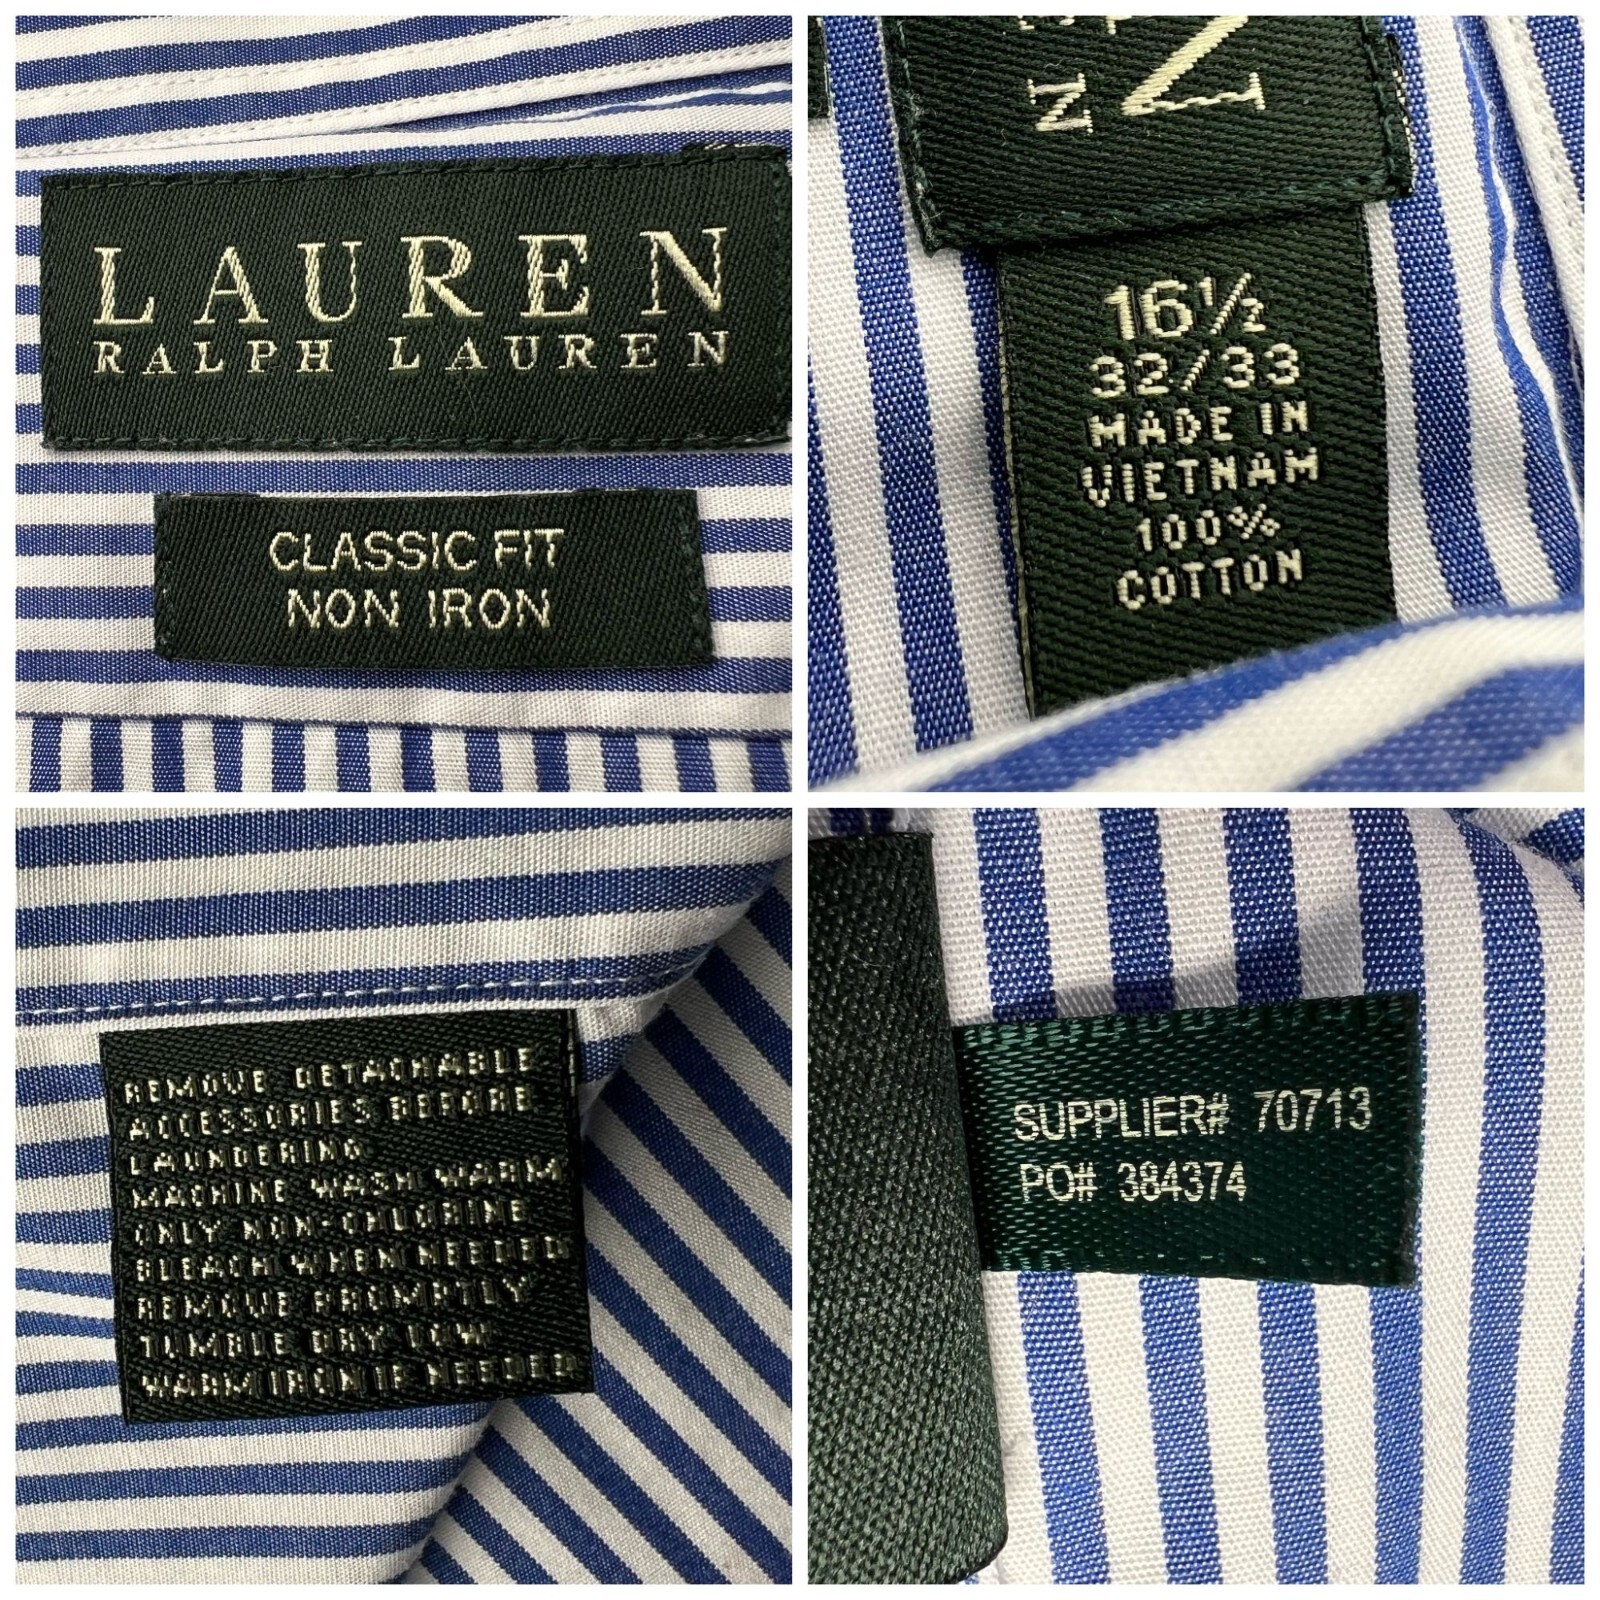 LAUREN
RALPH LAUREN
CLASSIC FIT
NON IRON
N
N
16½
32/33
MADE IN
VIETNAM
100%
COTTON
REMOVE DETACHABLE
ACCESSORIES BEFORE
LAUNDERING
MACHINE WASH WARM
ONLY NON-CHLORINE
BLEACH WHEN NEEDED
REMOVE PROMPTLY
TUMBLE DRY LOW
WARM IRON IF NEEDED
SUPPLIER# 70713
PO# 384374